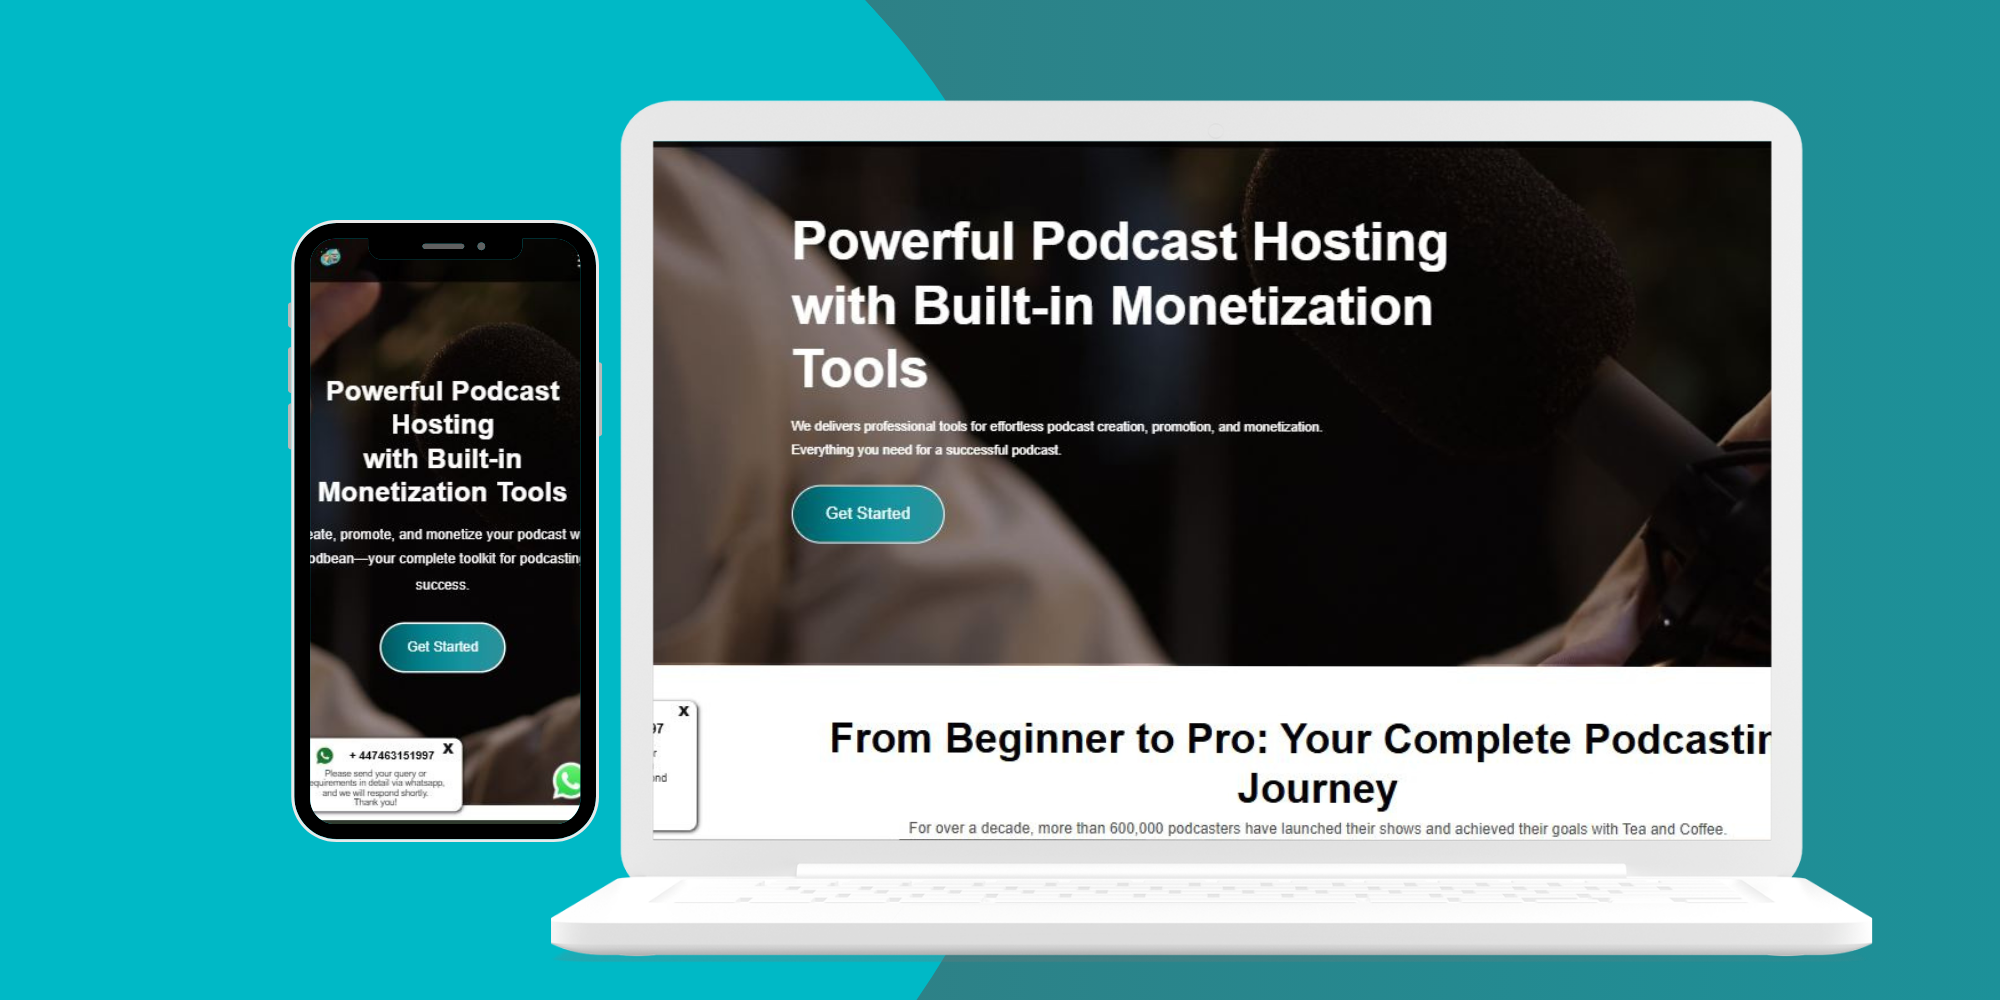 Powerful Podcast
Hosting
with Built-in
Monetization Tools
eate, promote, and monetize your podcast w
odbean—your complete toolkit for podcasting
success.
Get Started
+ 447463151997 X
Please send your query or
equirements in detail via whatsapp,
and we will respond shortly.
Thank you!
Powerful Podcast Hosting
with Built-in Monetization
Tools
We delivers professional tools for effortless podcast creation, promotion, and monetization.
Everything you need for a successful podcast.
Get Started
X
97
r
nd
From Beginner to Pro: Your Complete Podcastin
Journey
For over a decade, more than 600,000 podcasters have launched their shows and achieved their goals with Tea and Coffee.